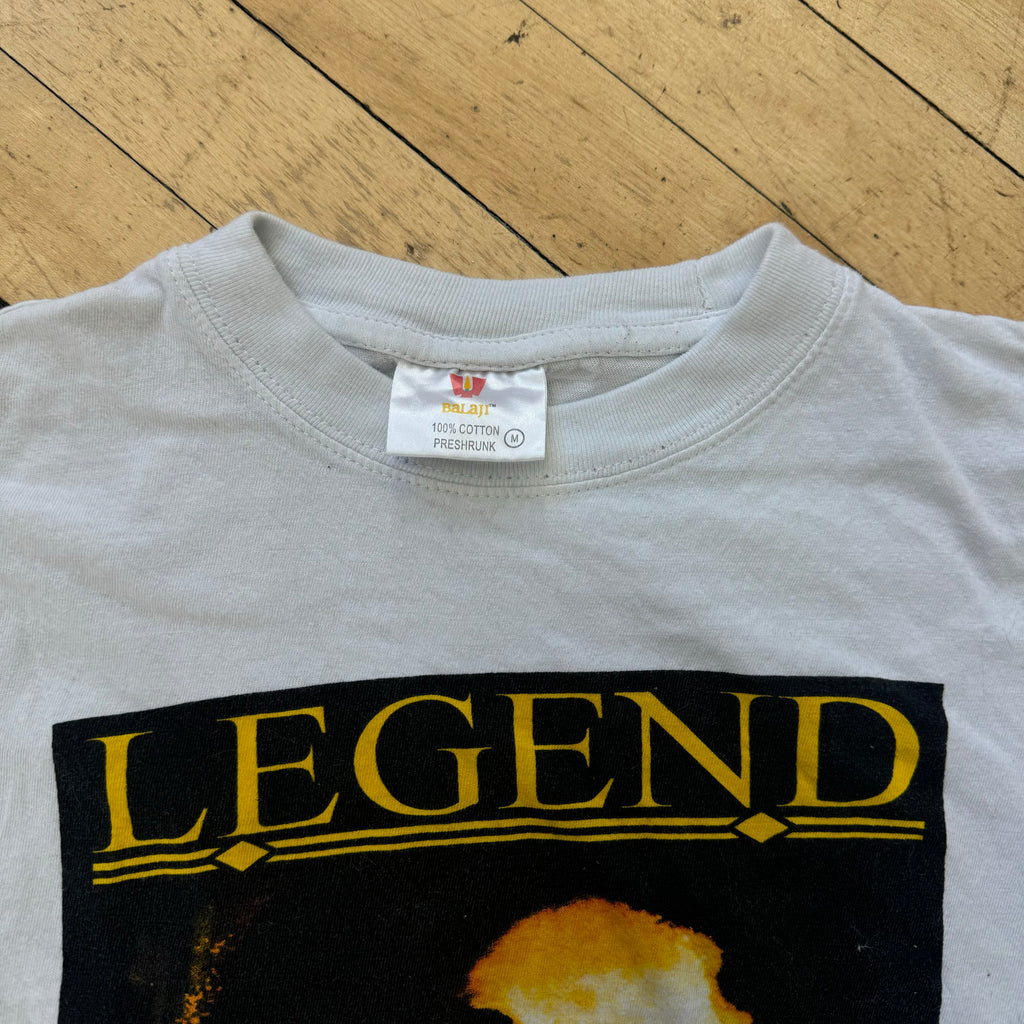 BaLaJI™
100% COTTON
PRESHRUNK M
LEGEND